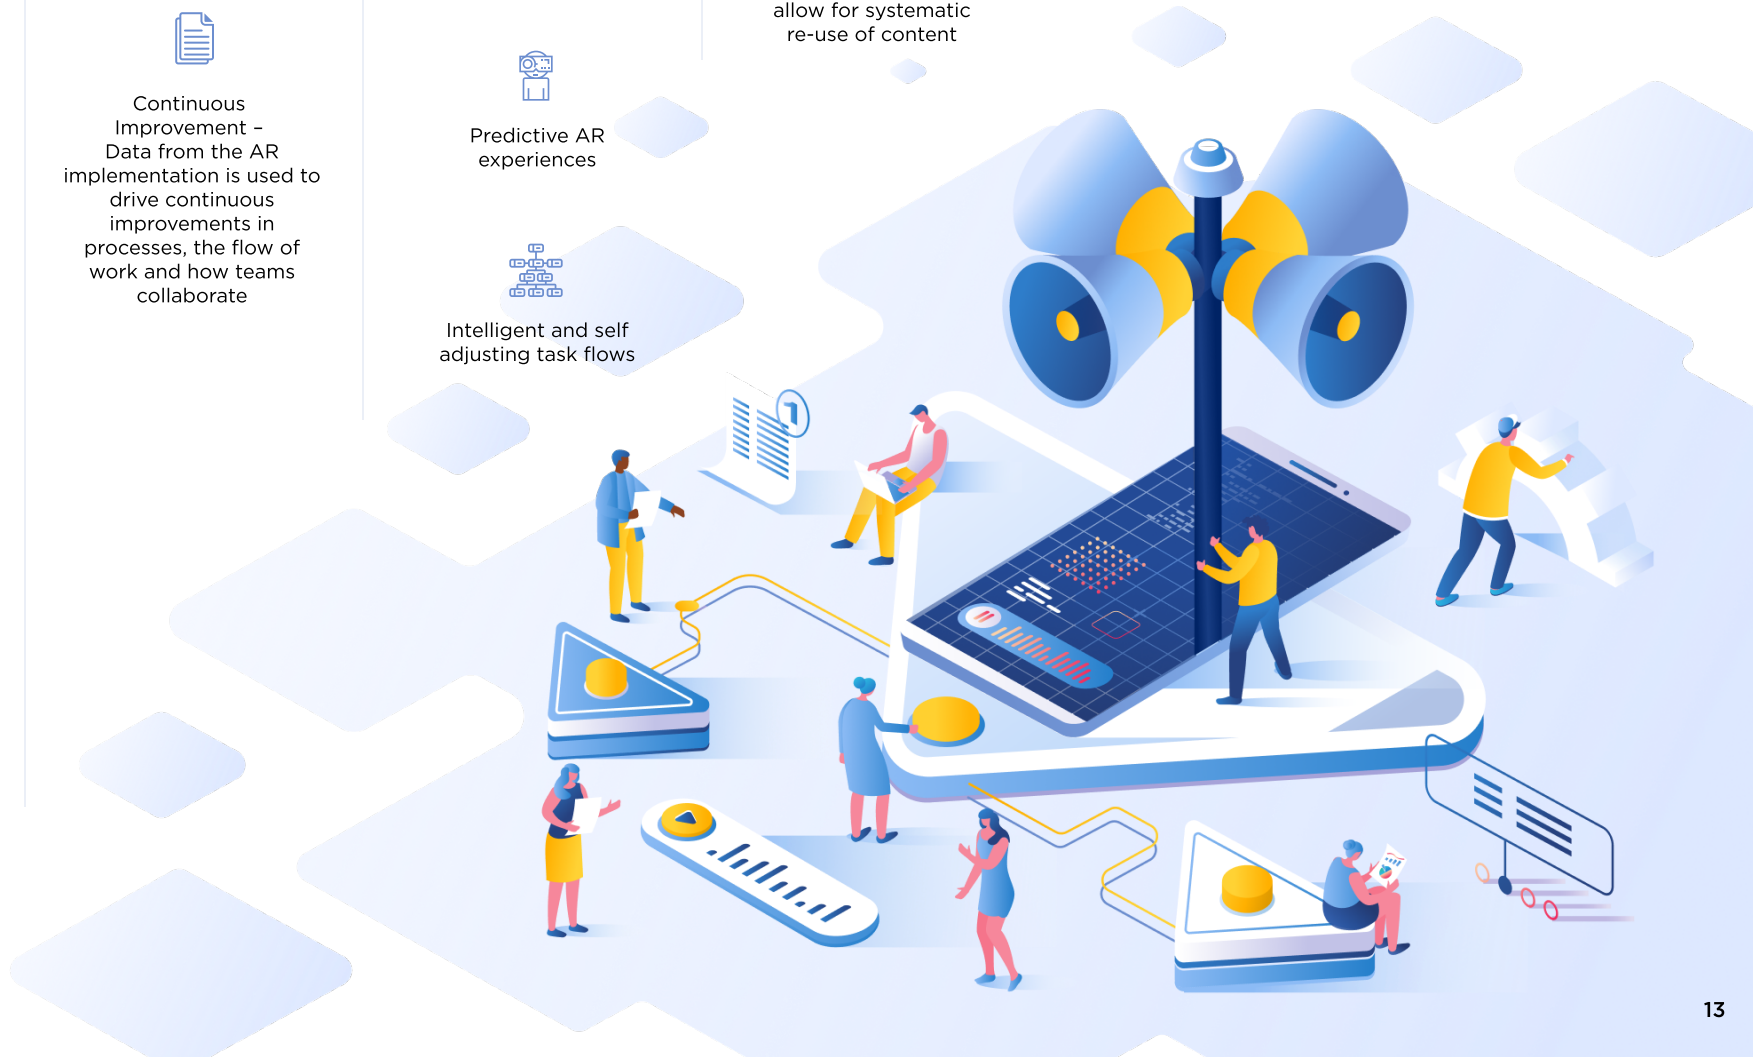 Continuous
Improvement –
Data from the AR
implementation is used to
drive continuous
improvements in
processes, the flow of
work and how teams
collaborate
Predictive AR
experiences
Intelligent and self
adjusting task flows
allow for systematic
re-use of content
13